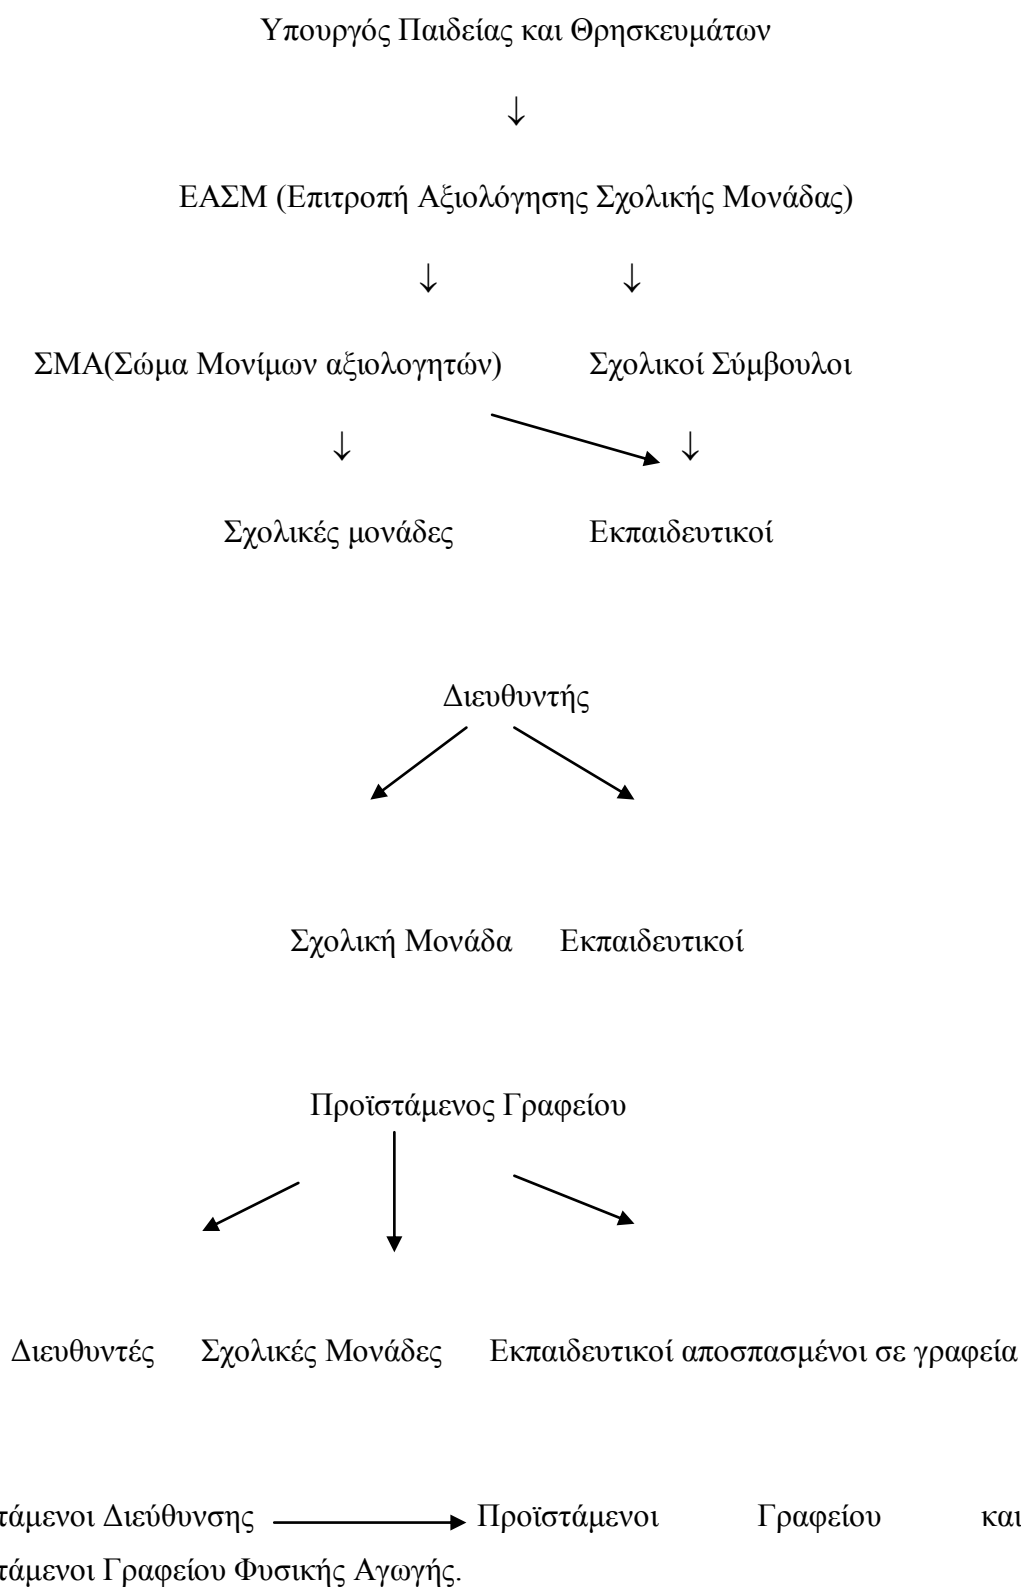 Υπουργός Παιδείας και Θρησκευμάτων
↓
ΕΑΣΜ (Επιτροπή Αξιολόγησης Σχολικής Μονάδας)
↓ ↓
ΣΜΑ(Σώμα Μονίμων αξιολογητών) Σχολικοί Σύμβουλοι
↓ ↓
Σχολικές μονάδες Εκπαιδευτικοί
Διευθυντής
Σχολική Μονάδα Εκπαιδευτικοί
Προϊστάμενος Γραφείου
Διευθυντές Σχολικές Μονάδες Εκπαιδευτικοί αποσπασμένοι σε γραφεία
τάμενοι Διεύθυνσης Προϊστάμενοι Γραφείου και
τάμενοι Γραφείου Φυσικής Αγωγής.